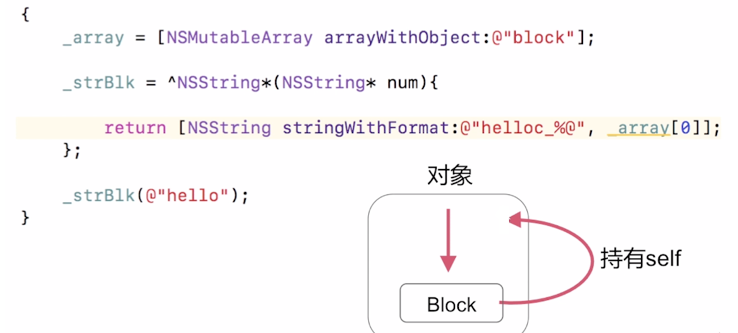 {
_array = [NSMutableArray arrayWithObject:@"block"];
_strBlk = ^NSString*(NSString* num){
return [NSString stringWithFormat:@"helloc_%@", _array[0]];
};
_strBlk(@"hello");
}
对象
持有self
Block